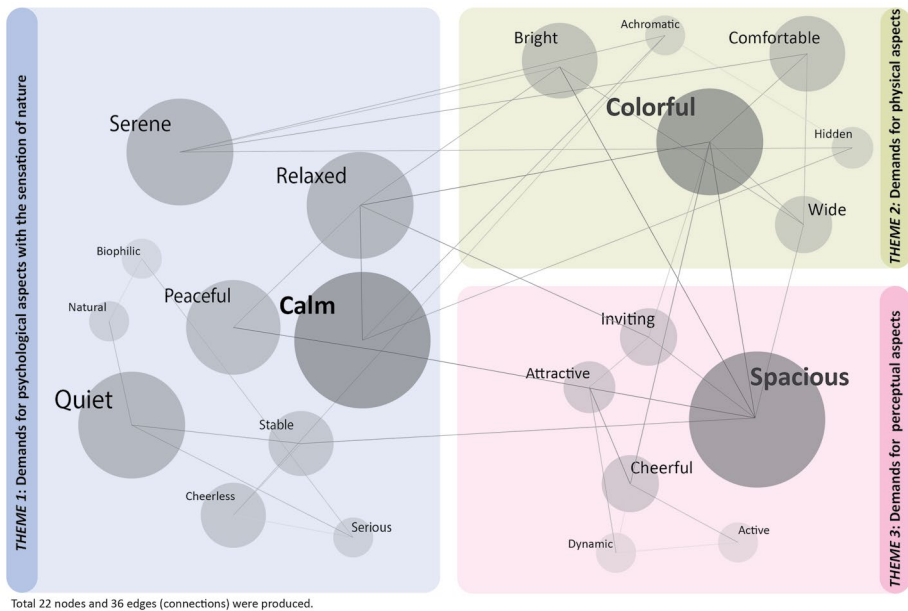 THEME 1: Demands for psychological aspects with the sensation of nature
Serene
Relaxed
Biophilic
Natural
Peaceful
Calm
Quiet
Stable
Cheerless
Serious
Bright
Achromatic
Comfortable
Colorful
Hidden
Wide
THEME 2: Demands for physical aspects
Inviting
Attractive
Spacious
Cheerful
Dynamic
Active
THEME 3: Demands for perceptual aspects
Total 22 nodes and 36 edges (connections) were produced.